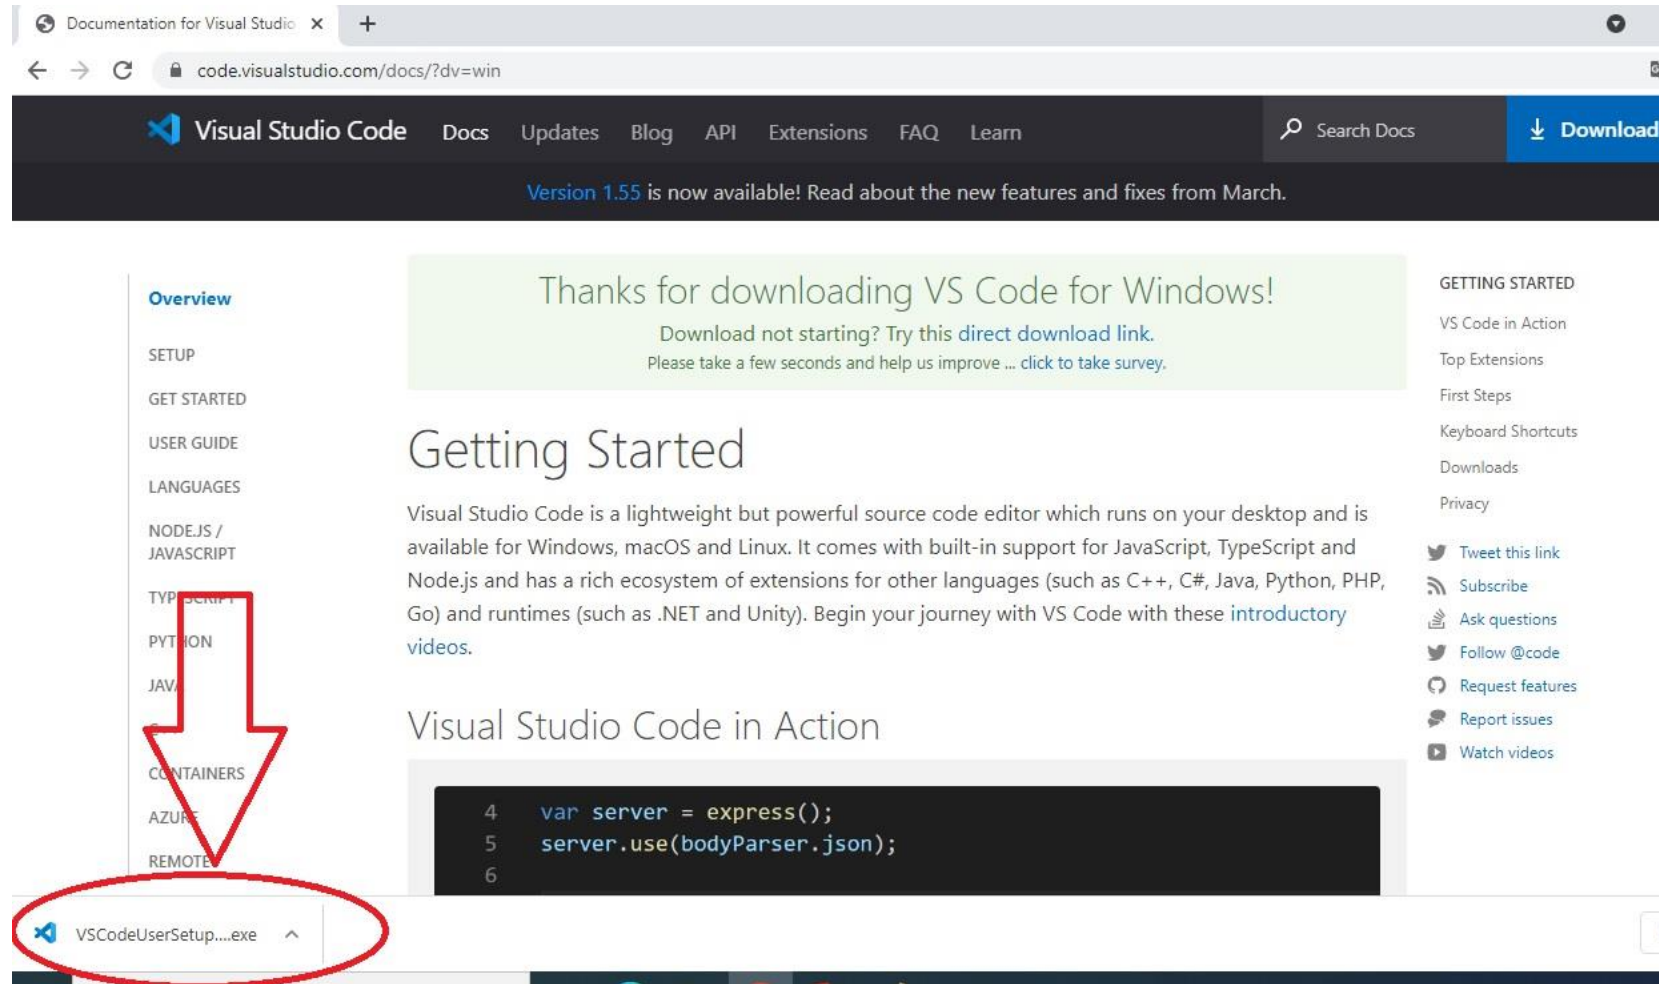 Documentation for Visual Studio
code.visualstudio.com/docs/?dv=win
Visual Studio Code
Docs
Updates
Blog
API
Extensions
FAQ
Learn
Search Docs
Download
Version 1.55 is now available! Read about the new features and fixes from March.
Overview
SETUP
GET STARTED
USER GUIDE
LANGUAGES
NODE.JS /
JAVASCRIPT
TYPESCRIPT
PYTHON
JAVA
CONTAINERS
AZURE
REMOTE
Thanks for downloading VS Code for Windows!
Download not starting? Try this direct download link.
Please take a few seconds and help us improve ... click to take survey.
Getting Started
Visual Studio Code is a lightweight but powerful source code editor which runs on your desktop and is
available for Windows, macOS and Linux. It comes with built-in support for JavaScript, TypeScript and
Node.js and has a rich ecosystem of extensions for other languages (such as C++, C#, Java, Python, PHP,
Go) and runtimes (such as .NET and Unity). Begin your journey with VS Code with these introductory
videos.
Visual Studio Code in Action
4 var server = express();
5 server.use(bodyParser.json);
6
GETTING STARTED
VS Code in Action
Top Extensions
First Steps
Keyboard Shortcuts
Downloads
Privacy
Tweet this link
Subscribe
Ask questions
Follow @code
Request features
Report issues
Watch videos
VSCodeUserSetup....exe